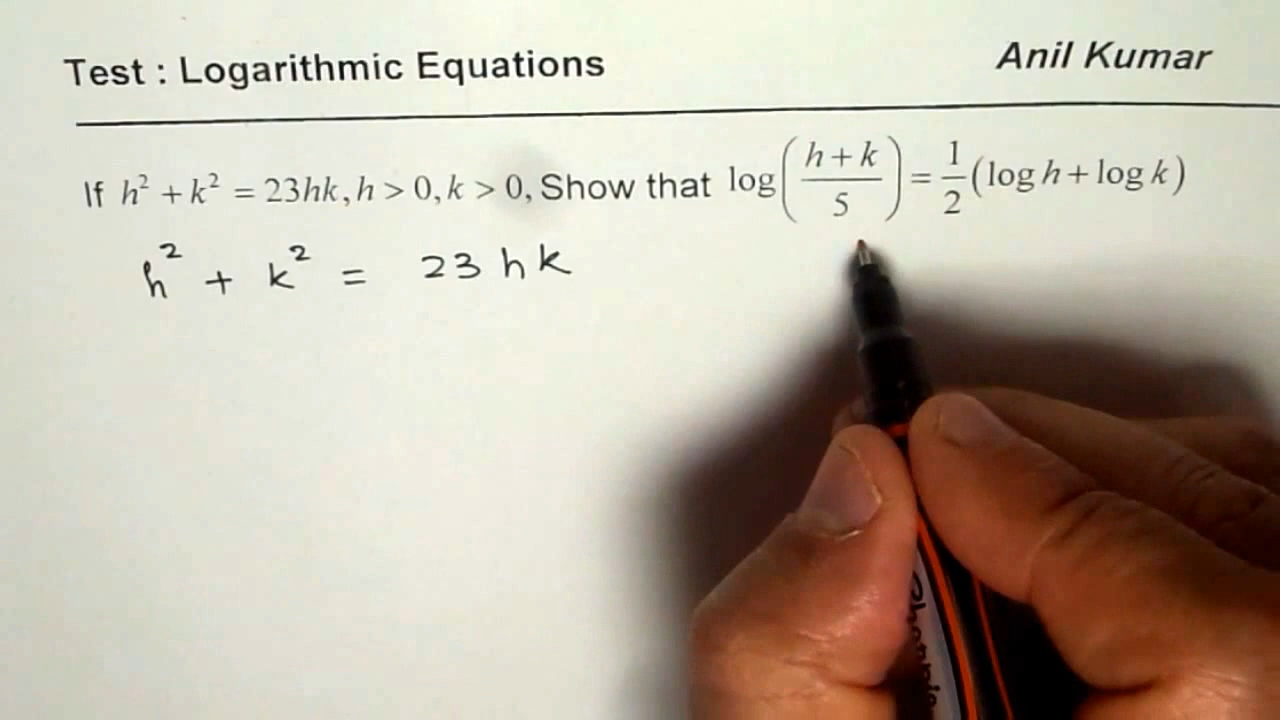 Test : Logarithmic Equations
Anil Kumar
If h² + k² = 23hk, h > 0, k > 0, Show that log((h+k)/5) = 1/2 (log h + log k)
h² + k² = 23 hk